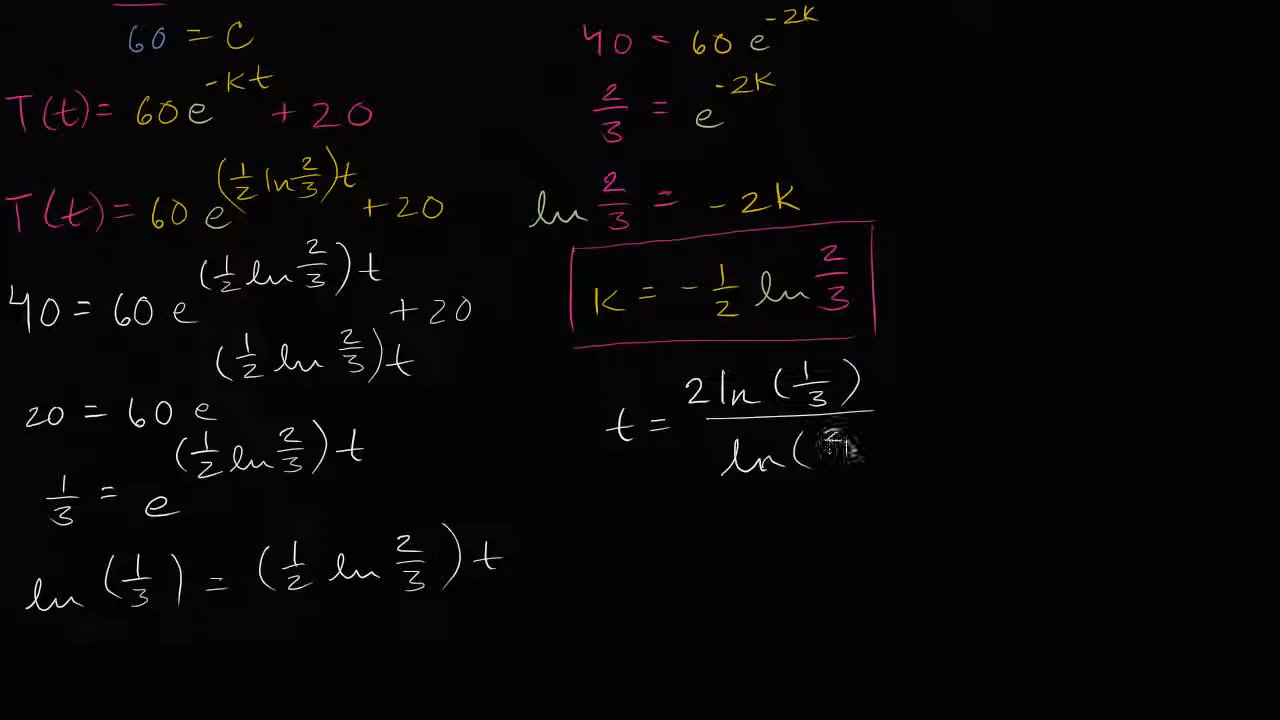 60 = C
T(t) = 60e^{-kt} + 20
T(t) = 60e^{(1/2 ln 2/3)t} + 20
40 = 60e^{(1/2 ln 2/3)t} + 20
20 = 60e^{(1/2 ln 2/3)t}
1/3 = e^{(1/2 ln 2/3)t}
ln(1/3) = (1/2 ln 2/3)t
40 = 60e^{-2k}
2/3 = e^{-2k}
ln 2/3 = -2k
k = -1/2 ln 2/3
t = 2ln(1/3) / ln(2